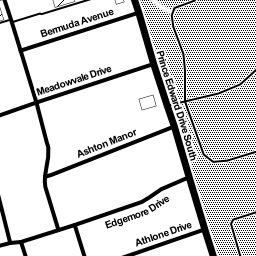 Bermuda Avenue
Meadowvale Drive
Prince Edward Drive South
Ashton Manor
Edgemore Drive
Athlone Drive